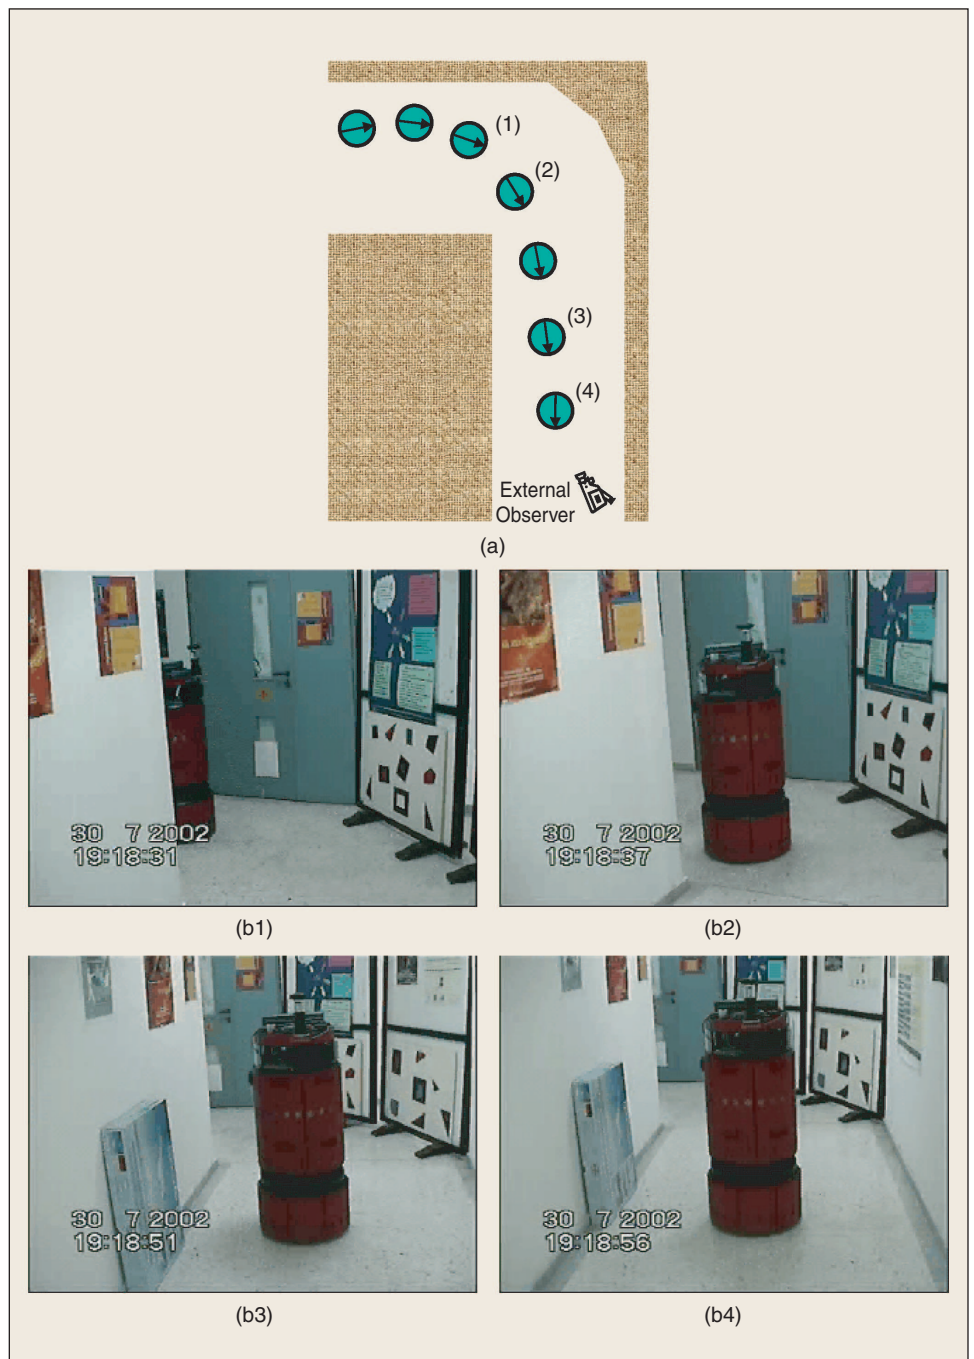 (1)
(2)
(3)
(4)
External
Observer
(a)
30 7 2002
19:18:31
(b1)
30 7 2002
19:18:37
(b2)
30 7 2002
19:18:51
(b3)
30 7 2002
19:18:56
(b4)